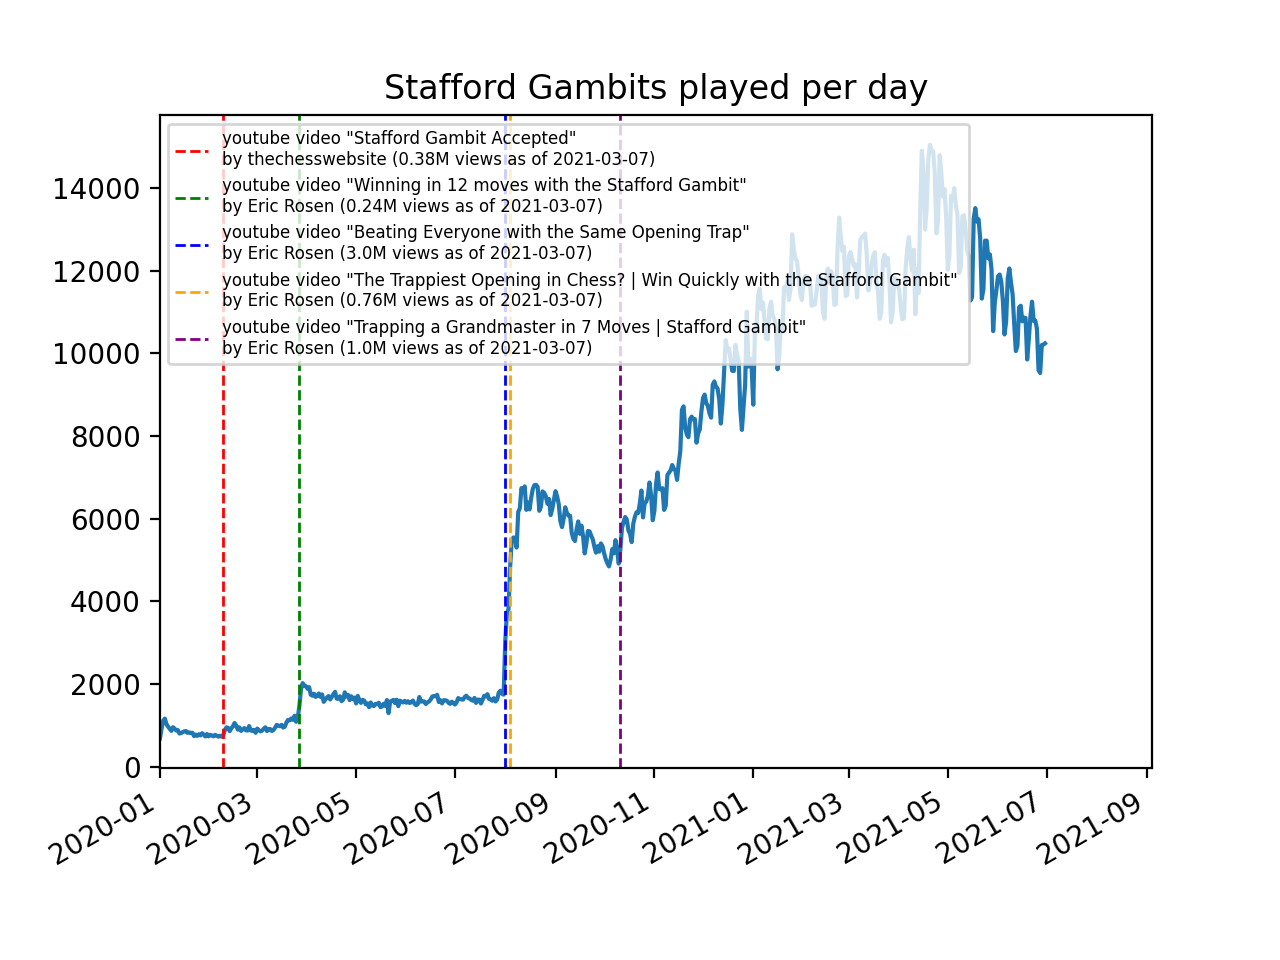 Stafford Gambits played per day
youtube video "Stafford Gambit Accepted"
by thechesswebsite (0.38M views as of 2021-03-07)
youtube video "Winning in 12 moves with the Stafford Gambit"
by Eric Rosen (0.24M views as of 2021-03-07)
youtube video "Beating Everyone with the Same Opening Trap"
by Eric Rosen (3.0M views as of 2021-03-07)
youtube video "The Trappiest Opening in Chess? | Win Quickly with the Stafford Gambit"
by Eric Rosen (0.76M views as of 2021-03-07)
youtube video "Trapping a Grandmaster in 7 Moves | Stafford Gambit"
by Eric Rosen (1.0M views as of 2021-03-07)
14000
12000
10000
8000
6000
4000
2000
0
2020-01
2020-03
2020-05
2020-07
2020-09
2020-11
2021-01
2021-03
2021-05
2021-07
2021-09